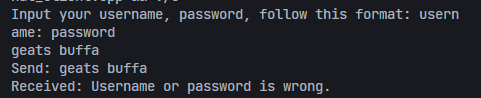 Input your username, password, follow this format: usern
ame: password
geats buffa
Send: geats buffa
Received: Username or password is wrong.